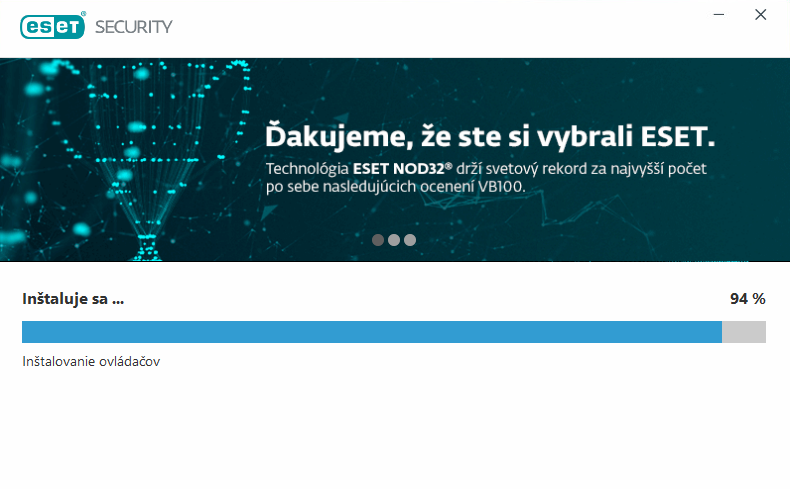 eset® SECURITY
Ďakujeme, že ste si vybrali ESET.
Technológia ESET NOD32® drží svetový rekord za najvyšší počet
po sebe nasledujúcich ocenení VB100.
Inštaluje sa ... 94 %
Inštalovanie ovládačov